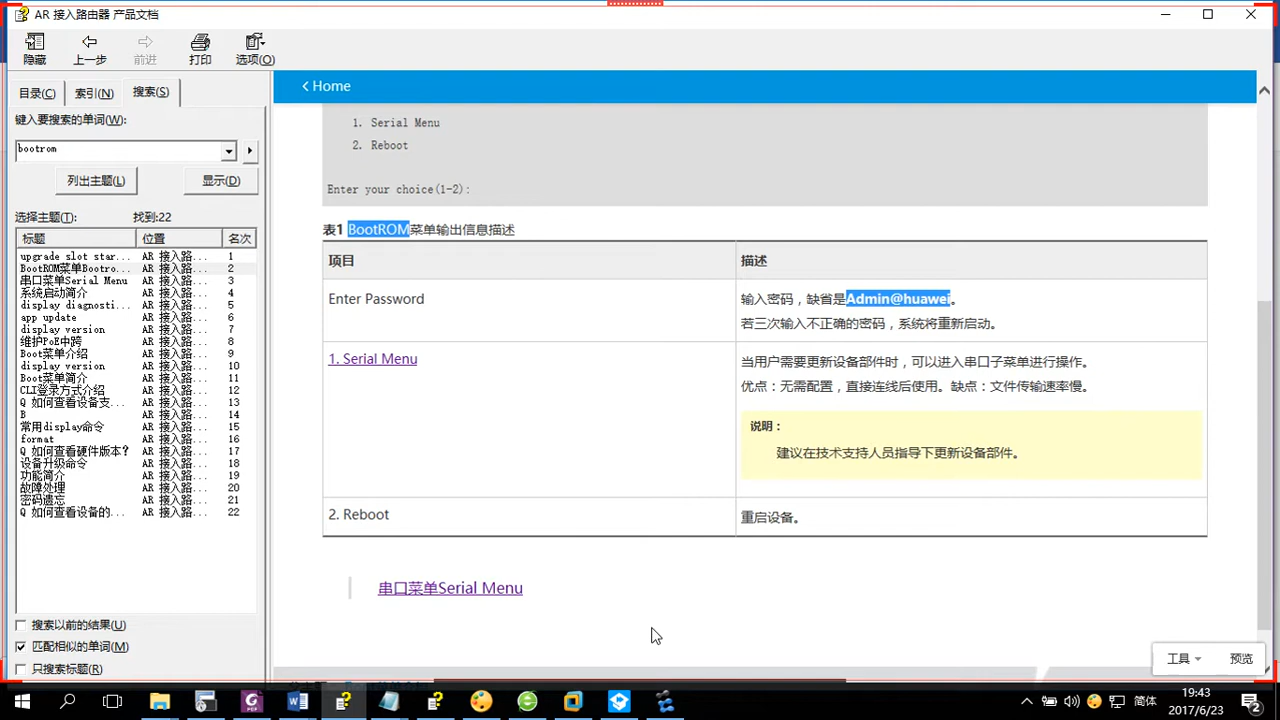 AR 接入路由器 产品文档
隐藏
上一步
前进
打印
选项(O)
目录(C) 索引(N) 搜索(S)
键入要搜索的单词(W):
bootrom
列出主题(L) 显示(D)
选择主题(T): 找到:22
标题 位置 名次
upgrade slot star... AR 接入路... 1
BootROM菜单Bootro... AR 接入路... 2
串口菜单Serial Menu AR 接入路... 3
系统启动简介 AR 接入路... 4
display diagnosti... AR 接入路... 5
app update AR 接入路... 6
display version AR 接入路... 7
维护PoE中跨 AR 接入路... 8
Boot菜单介绍 AR 接入路... 9
display version AR 接入路... 10
Boot菜单简介 AR 接入路... 11
CLI登录方式介绍 AR 接入路... 12
Q 如何查看设备支... AR 接入路... 13
B AR 接入路... 14
常用display命令 AR 接入路... 15
format AR 接入路... 16
Q 如何查看硬件版本? AR 接入路... 17
设备升级命令 AR 接入路... 18
功能简介 AR 接入路... 19
故障处理 AR 接入路... 20
密码遗忘 AR 接入路... 21
Q 如何查看设备的... AR 接入路... 22
搜索以前的结果(U)
匹配相似的单词(M)
只搜索标题(R)
Home
1. Serial Menu
2. Reboot
Enter your choice(1-2):
表1 BootROM菜单输出信息描述
项目 描述
Enter Password 输入密码，缺省是Admin@huawei。
若三次输入不正确的密码，系统将重新启动。
1. Serial Menu 当用户需要更新设备部件时，可以进入串口子菜单进行操作。
优点：无需配置，直接连线后使用。缺点：文件传输速率慢。
说明：
建议在技术支持人员指导下更新设备部件。
2. Reboot 重启设备。
串口菜单Serial Menu
工具 预览
简体
19:43
2017/6/23
2